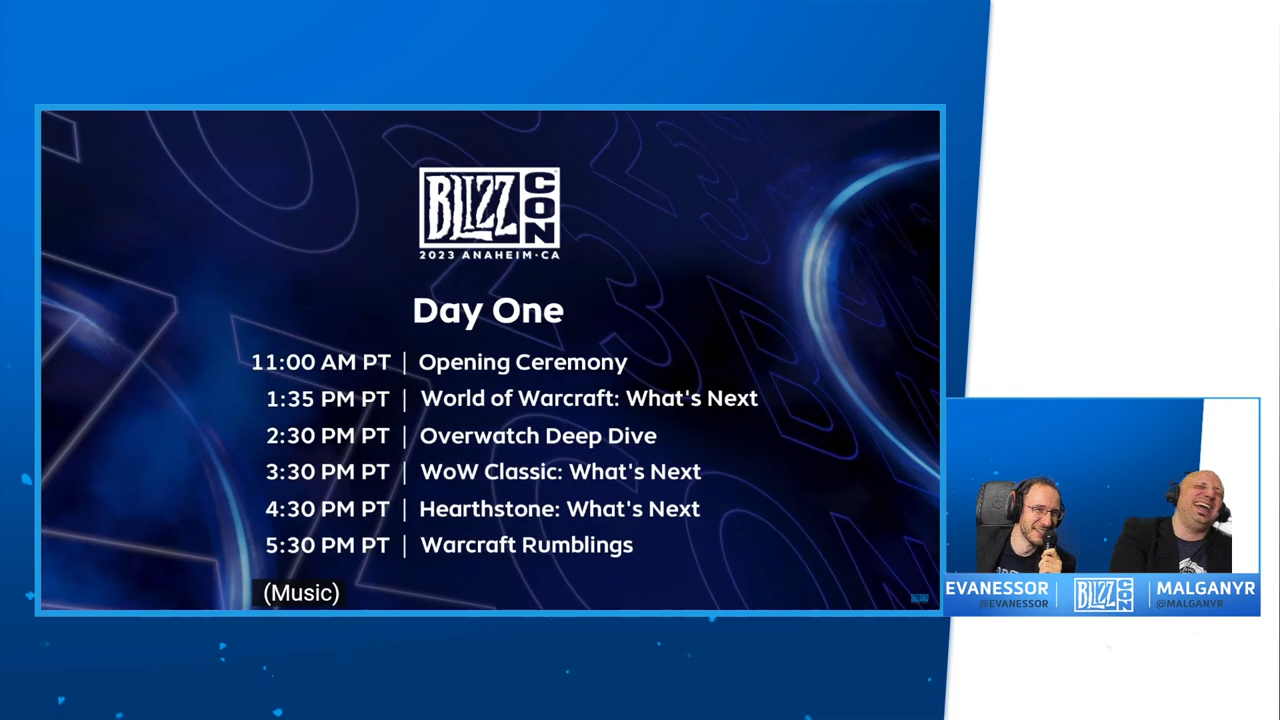 BLIZZ CON
2023 ANAHEIM·CA
Day One
11:00 AM PT | Opening Ceremony
1:35 PM PT | World of Warcraft: What's Next
2:30 PM PT | Overwatch Deep Dive
3:30 PM PT | WoW Classic: What's Next
4:30 PM PT | Hearthstone: What's Next
5:30 PM PT | Warcraft Rumblings
(Music)
EVANESSOR
@EVANESSOR
BLIZZ CON
MALGANYR
@MALGANYR